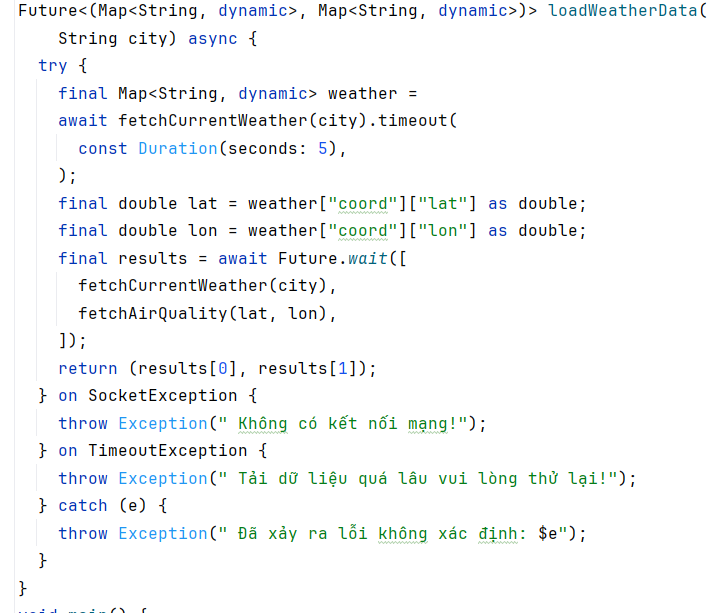 Future<(Map<String, dynamic>, Map<String, dynamic>)> loadWeatherData(
    String city) async {
  try {
    final Map<String, dynamic> weather =
    await fetchCurrentWeather(city).timeout(
      const Duration(seconds: 5),
    );
    final double lat = weather["coord"]["lat"] as double;
    final double lon = weather["coord"]["lon"] as double;
    final results = await Future.wait([
      fetchCurrentWeather(city),
      fetchAirQuality(lat, lon),
    ]);
    return (results[0], results[1]);
  } on SocketException {
    throw Exception(" Không có kết nối mạng!");
  } on TimeoutException {
    throw Exception(" Tải dữ liệu quá lâu vui lòng thử lại!");
  } catch (e) {
    throw Exception(" Đã xảy ra lỗi không xác định: $e");
  }
}
void main() {